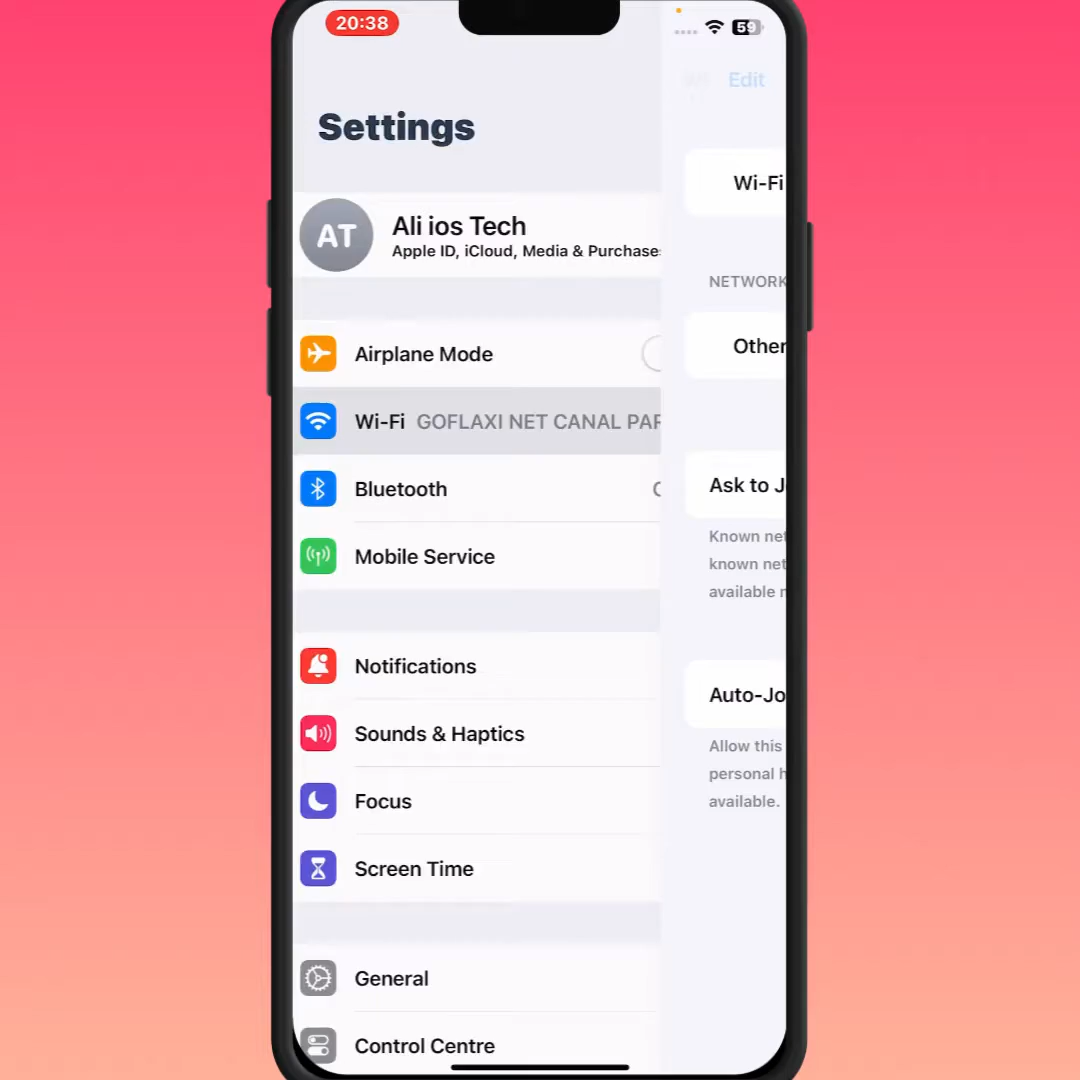 20:38
59
Edit
Settings
Wi-Fi
AT
Ali ios Tech
Apple ID, iCloud, Media & Purchases
NETWORK
Airplane Mode
Other
Wi-Fi GOFLAXI NET CANAL PAR
Bluetooth
Ask to J
Known net
known net
available n
Mobile Service
Notifications
Auto-Jo
Sounds & Haptics
Allow this
personal h
available.
Focus
Screen Time
General
Control Centre